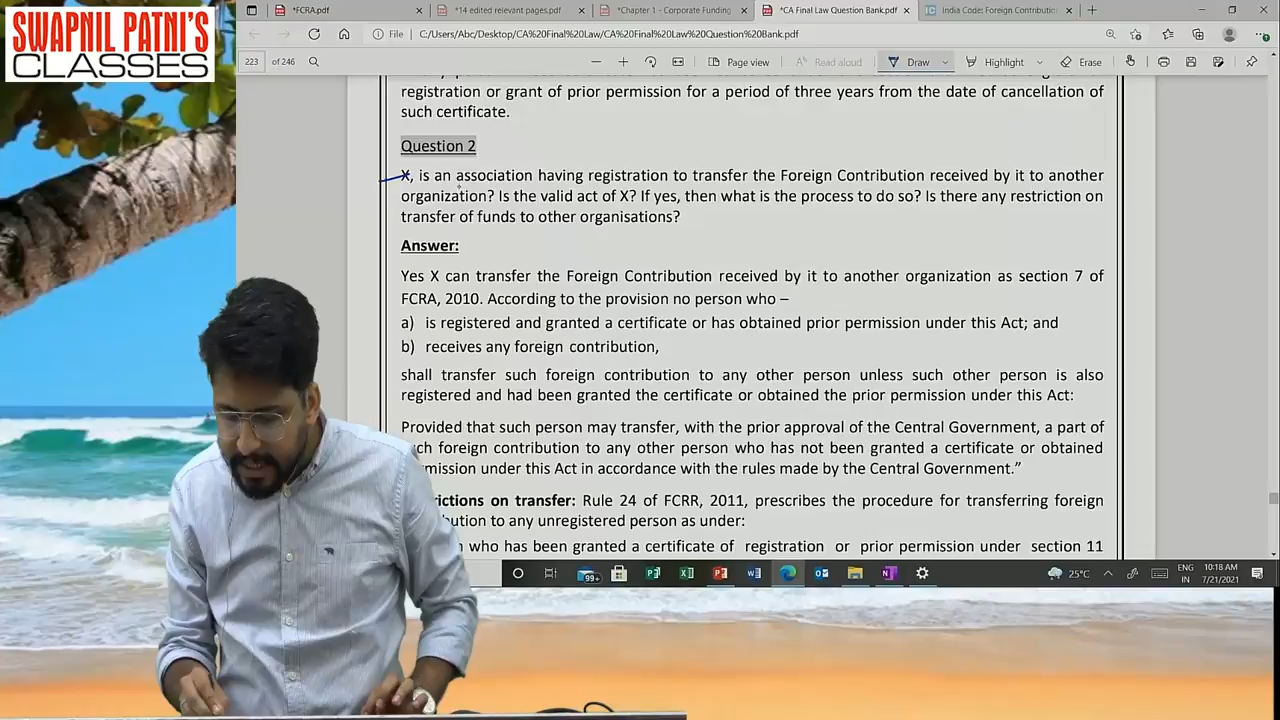 SWAPNIL PATNI'S
CLASSES
*FCRA.pdf
*14 edited relevant pages.pdf
*Chapter 1 - Corporate Funding
*CA Final Law Question Bank.pdf
India Code: Foreign Contributio
File
C:/Users/Abc/Desktop/CA%20Final%20Law/CA%20Final%20Law%20Question%20Bank.pdf
223 of 246
Page view
Read aloud
Draw
Highlight
Erase
registration or grant of prior permission for a period of three years from the date of cancellation of
such certificate.
Question 2
X, is an association having registration to transfer the Foreign Contribution received by it to another
organization? Is the valid act of X? If yes, then what is the process to do so? Is there any restriction on
transfer of funds to other organisations?
Answer:
Yes X can transfer the Foreign Contribution received by it to another organization as section 7 of
FCRA, 2010. According to the provision no person who –
a) is registered and granted a certificate or has obtained prior permission under this Act; and
b) receives any foreign contribution,
shall transfer such foreign contribution to any other person unless such other person is also
registered and had been granted the certificate or obtained the prior permission under this Act:
Provided that such person may transfer, with the prior approval of the Central Government, a part of
foreign contribution to any other person who has not been granted a certificate or obtained
under this Act in accordance with the rules made by the Central Government.”
on transfer: Rule 24 of FCRR, 2011, prescribes the procedure for transferring foreign
to any unregistered person as under:
who has been granted a certificate of registration or prior permission under section 11
99+
25°C
ENG
IN
10:18 AM
7/21/2021